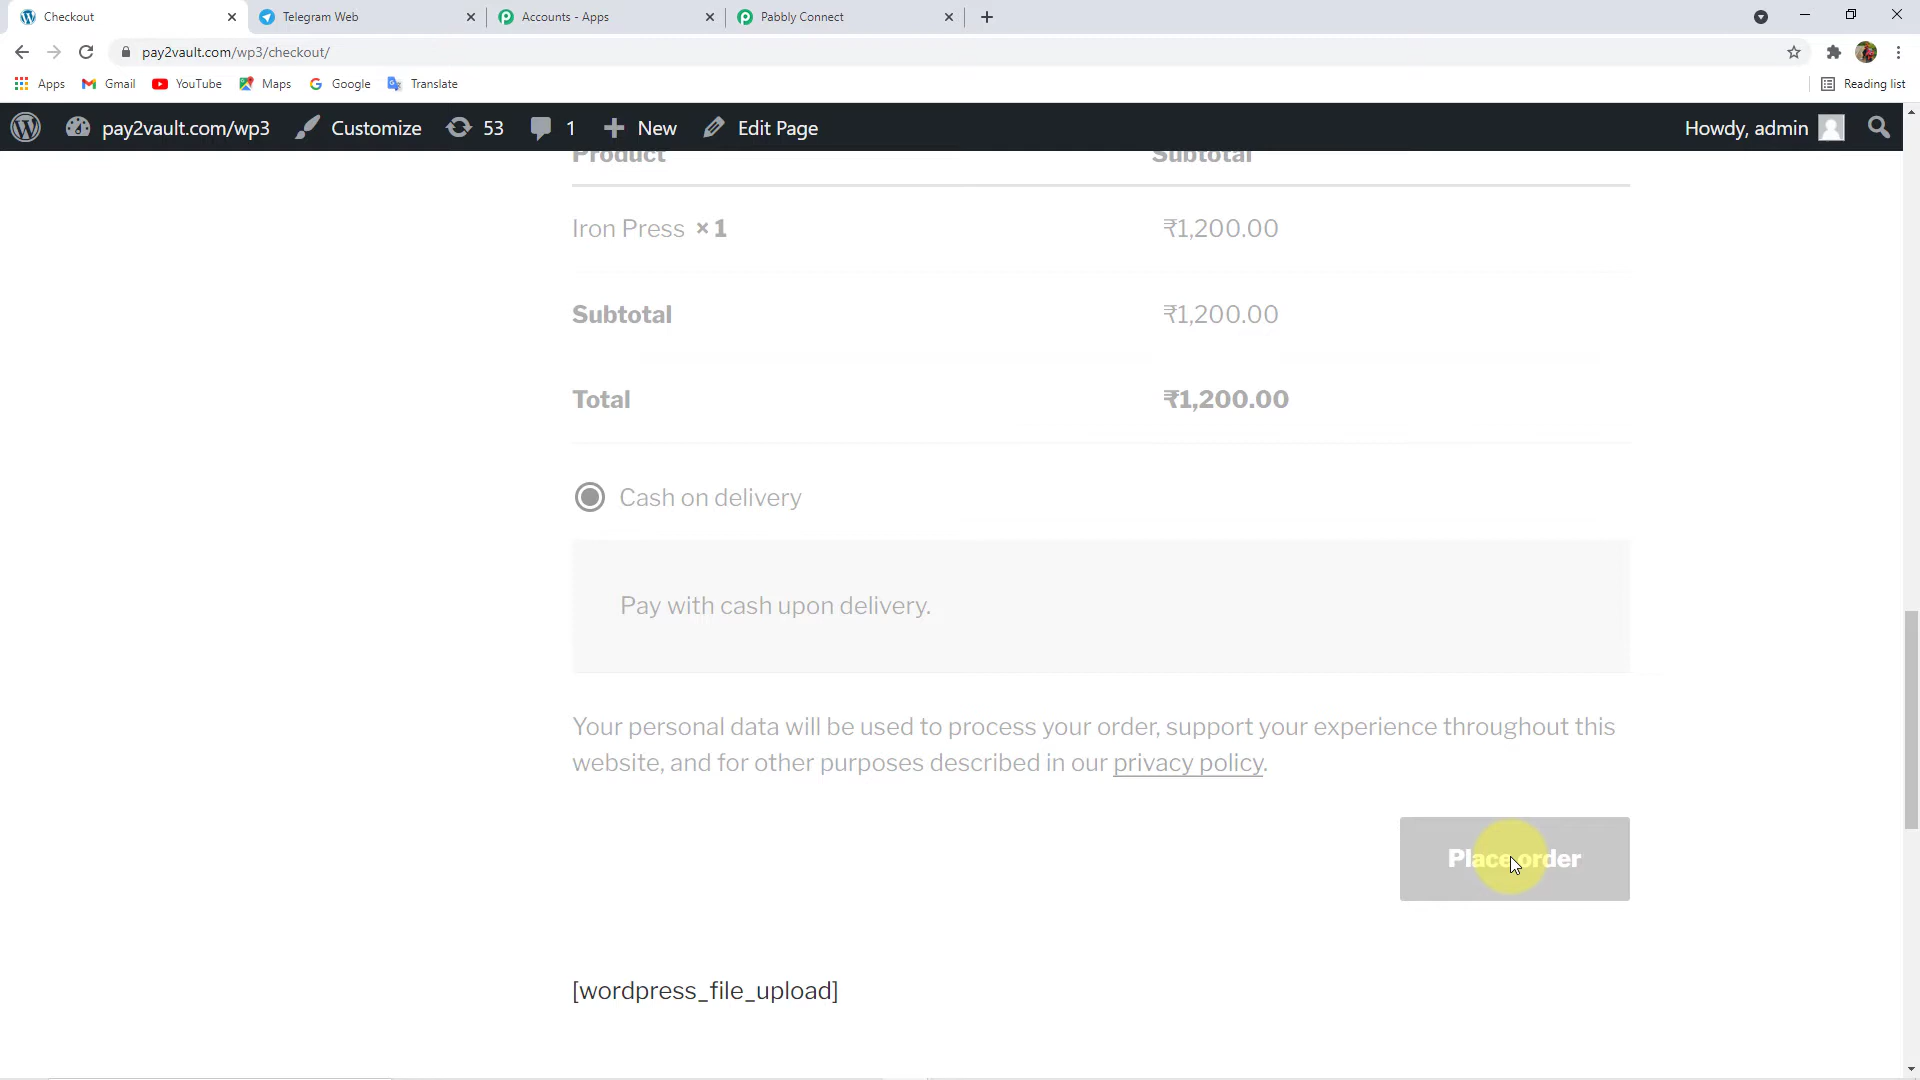 Checkout
Telegram Web
Accounts - Apps
Pabbly Connect
pay2vault.com/wp3/checkout/
Apps
Gmail
YouTube
Maps
Google
Translate
Reading list
pay2vault.com/wp3
Customize
53
1
New
Edit Page
Howdy, admin
Product
Subtotal
Iron Press × 1
₹1,200.00
Subtotal
₹1,200.00
Total
₹1,200.00
Cash on delivery
Pay with cash upon delivery.
Your personal data will be used to process your order, support your experience throughout this
website, and for other purposes described in our privacy policy.
Place order
[wordpress_file_upload]